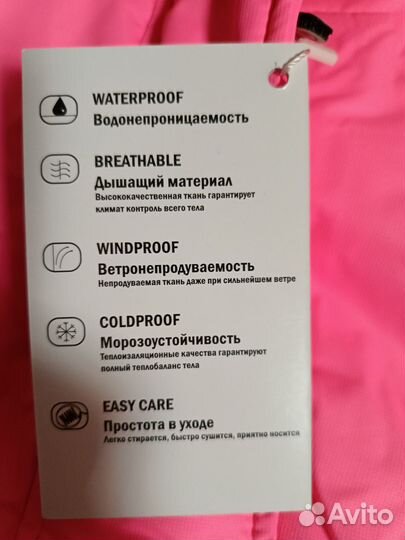 WATERPROOF
Водонепроницаемость
BREATHABLE
Дышащий материал
Высококачественная ткань гарантирует
климат контроль всего тела
WINDPROOF
Ветронепродуваемость
Непродуваемая ткань даже при сильнейшем ветре
COLDPROOF
Морозоустойчивость
Теплоизаляционные качества гарантируют
полный теплобаланс тела
EASY CARE
Простота в уходе
Легко стирается, быстро сушится, приятно носится
Avito